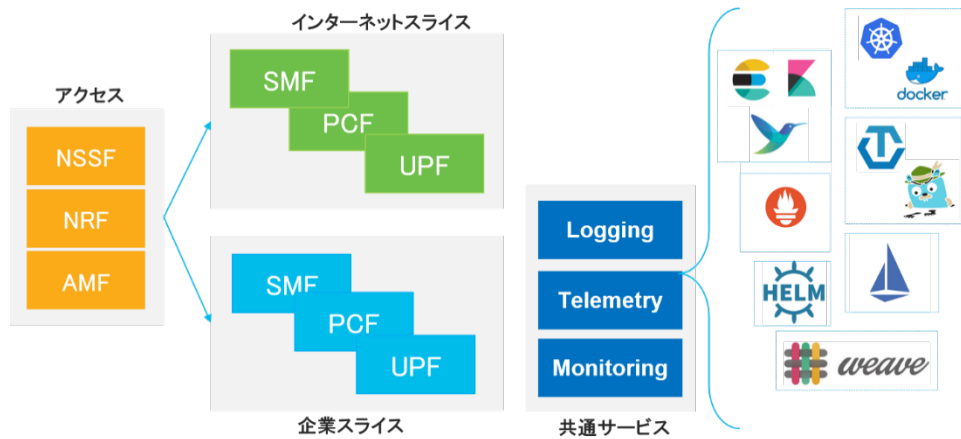 アクセス
NSSF
NRF
AMF
インターネットスライス
SMF
PCF
UPF
SMF
PCF
UPF
企業スライス
Logging
Telemetry
Monitoring
共通サービス
docker
HELM
weave